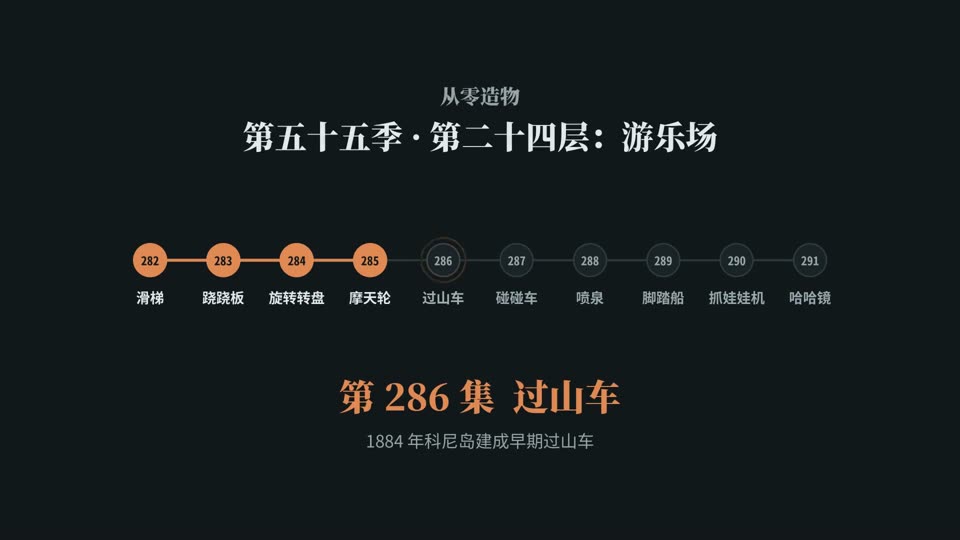 从零造物
第五十五季 · 第二十四层：游乐场
282 283 284 285 286 287 288 289 290 291
滑梯 跷跷板 旋转转盘 摩天轮 过山车 碰碰车 喷泉 脚踏船 抓娃娃机 哈哈镜
第 286 集 过山车
1884 年科尼岛建成早期过山车